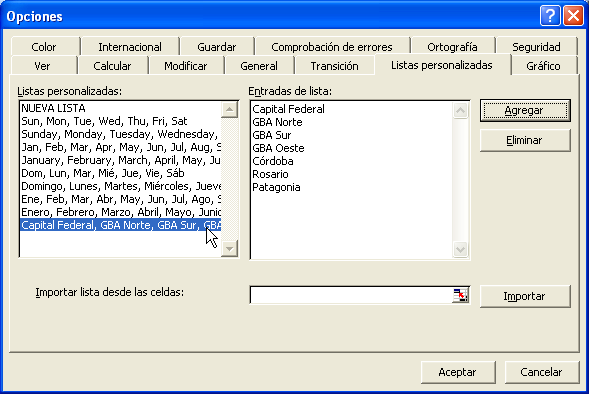 Opciones
Color Internacional Guardar Comprobación de errores Ortografía Seguridad
Ver Calcular Modificar General Transición Listas personalizadas Gráfico
Listas personalizadas:
NUEVA LISTA
Sun, Mon, Tue, Wed, Thu, Fri, Sat
Sunday, Monday, Tuesday, Wednesday,
Jan, Feb, Mar, Apr, May, Jun, Jul, Aug, S
January, February, March, April, May, Ju
Dom, Lun, Mar, Mié, Jue, Vie, Sáb
Domingo, Lunes, Martes, Miércoles, Jueve
Ene, Feb, Mar, Abr, May, Jun, Jul, Ago, S
Enero, Febrero, Marzo, Abril, Mayo, Junio
Capital Federal, GBA Norte, GBA Sur, GBA
Entradas de lista:
Capital Federal
GBA Norte
GBA Sur
GBA Oeste
Córdoba
Rosario
Patagonia
Agregar
Eliminar
Importar lista desde las celdas:
Importar
Aceptar
Cancelar